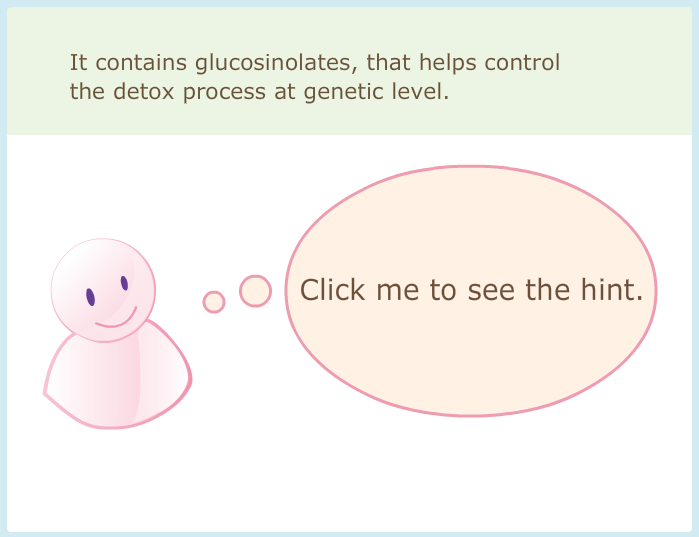 It contains glucosinolates, that helps control
the detox process at genetic level.
Click me to see the hint.